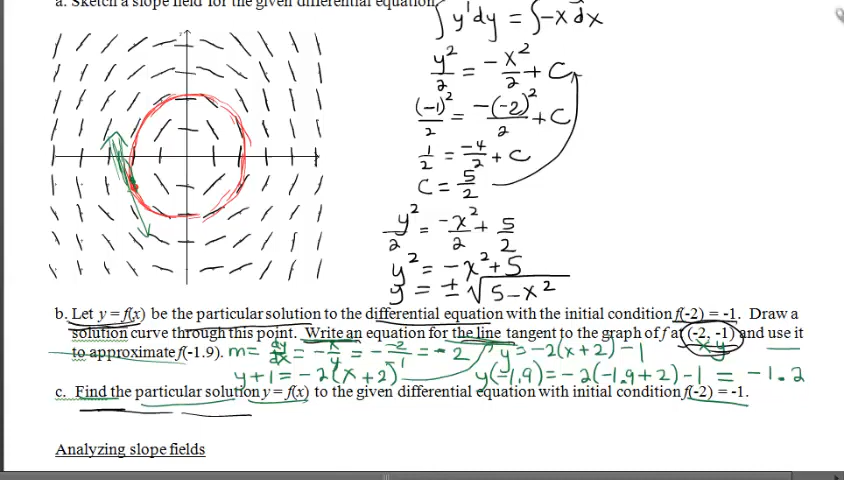 a. Sketch a slope field for the given differential equation.
∫y' dy = ∫-x dx
y²/2 = -x²/2 + C
(-1)²/2 = -(-2)²/2 + C
1/2 = -4/2 + C
C = 5/2
y²/2 = -x²/2 + 5/2
y² = -x² + 5
y = ±√5-x²
b. Let y = f(x) be the particular solution to the differential equation with the initial condition f(-2) = -1. Draw a
solution curve through this point. Write an equation for the line tangent to the graph of f at (-2, -1) and use it
to approximate f(-1.9). m = dy/dx = -x/y = - -2/-1 = -2 y = -2(x+2)-1
x y
y+1 = -2(x+2) y(-1.9) = -2(-1.9+2)-1 = -1.2
c. Find the particular solution y = f(x) to the given differential equation with initial condition f(-2) = -1.
Analyzing slope fields